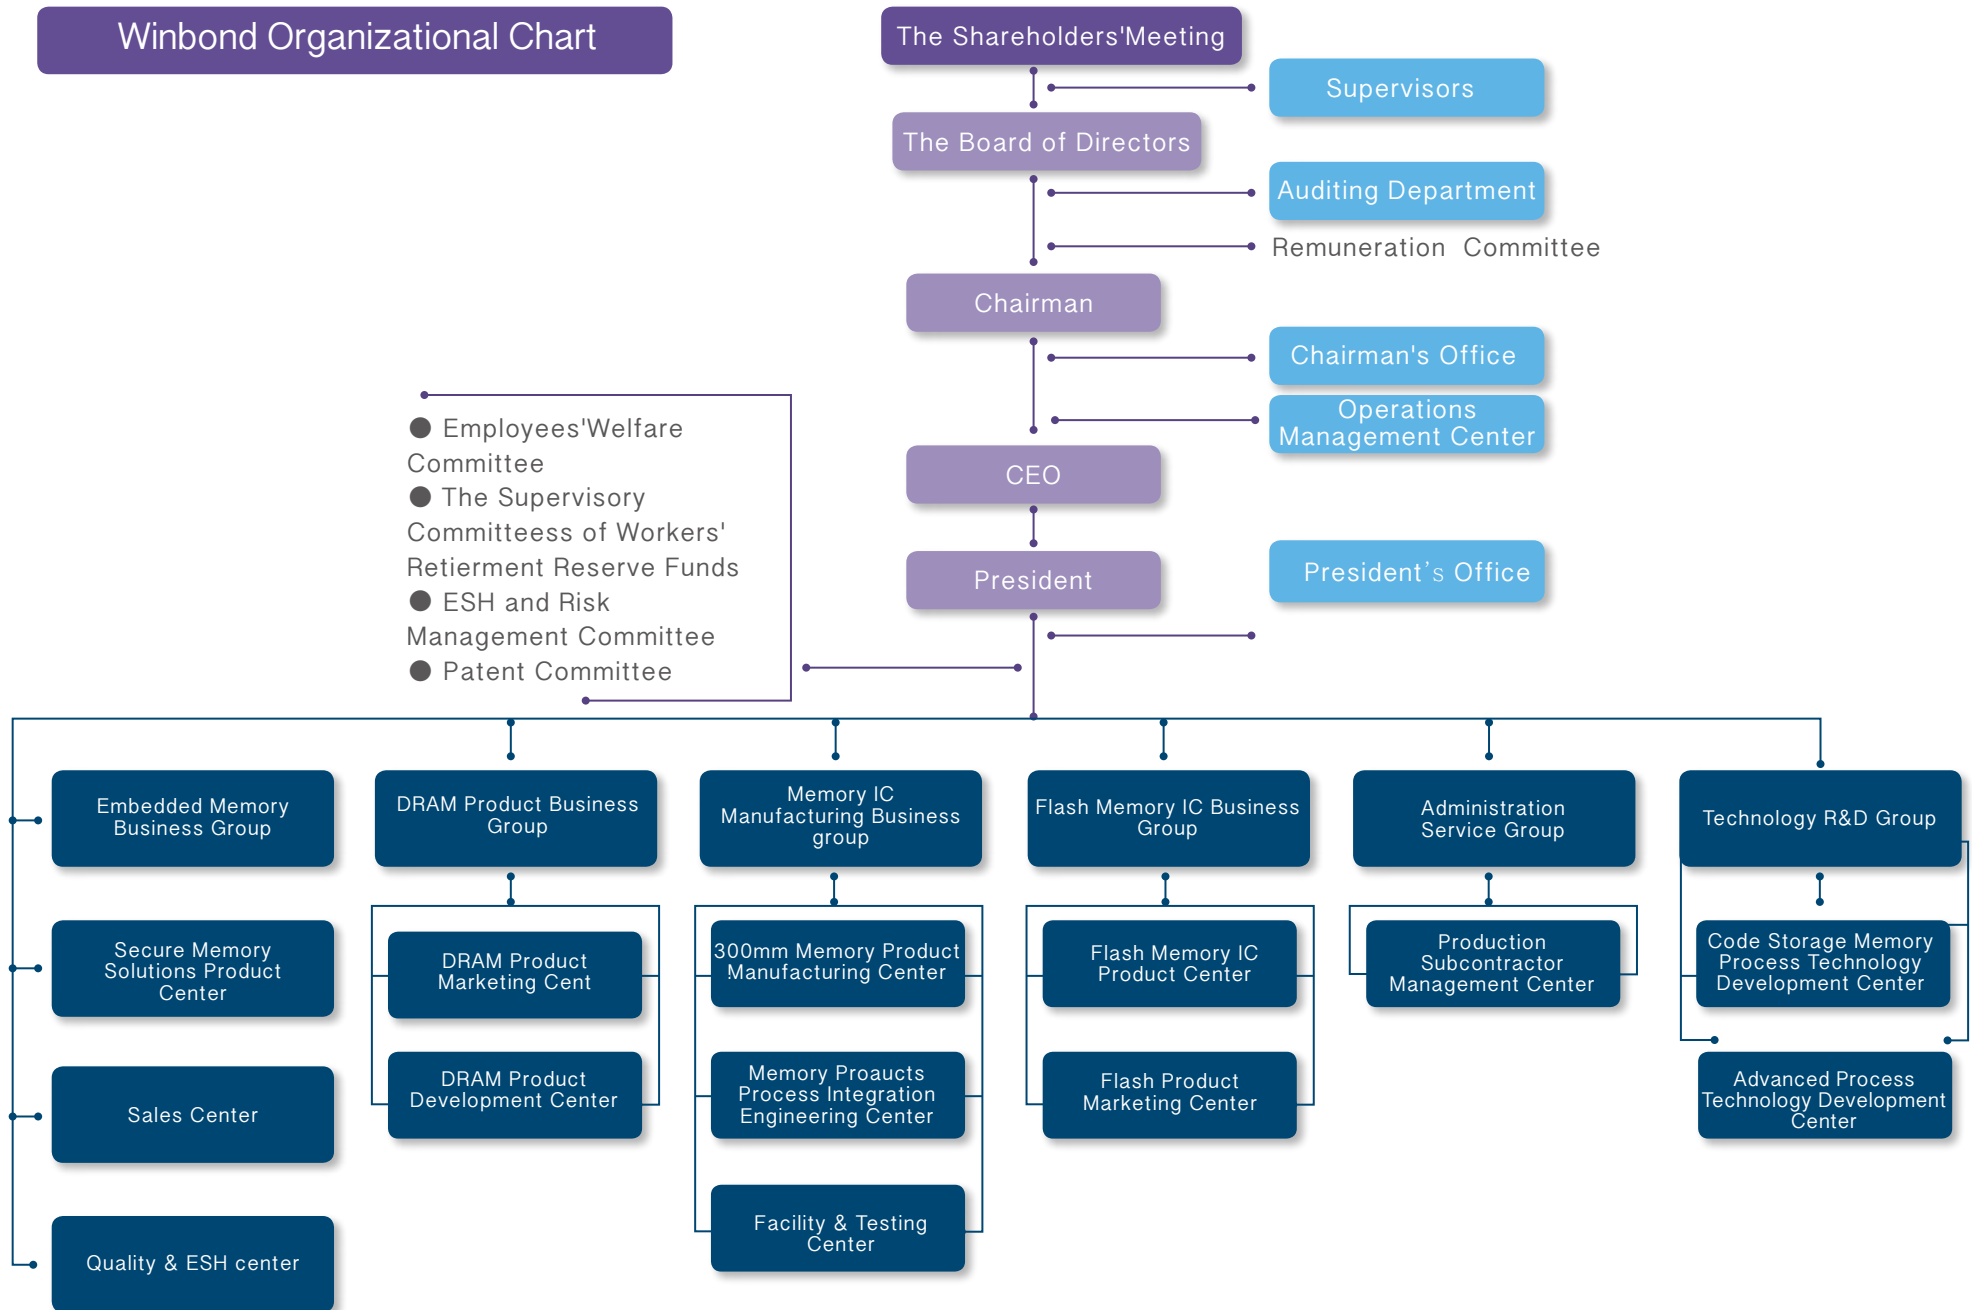 Winbond Organizational Chart
The Shareholders'Meeting
Supervisors
The Board of Directors
Auditing Department
Remuneration Committee
Chairman
Chairman's Office
Operations
Management Center
● Employees'Welfare
Committee
● The Supervisory
Committeess of Workers'
Retierment Reserve Funds
● ESH and Risk
Management Committee
● Patent Committee
CEO
President
President’s Office
Embedded Memory
Business Group
DRAM Product Business
Group
Memory IC
Manufacturing Business
group
Flash Memory IC Business
Group
Administration
Service Group
Technology R&D Group
Secure Memory
Solutions Product
Center
DRAM Product
Marketing Cent
300mm Memory Product
Manufacturing Center
Flash Memory IC
Product Center
Production
Subcontractor
Management Center
Code Storage Memory
Process Technology
Development Center
Sales Center
DRAM Product
Development Center
Memory Proaucts
Process Integration
Engineering Center
Flash Product
Marketing Center
Advanced Process
Technology Development
Center
Quality & ESH center
Facility & Testing
Center